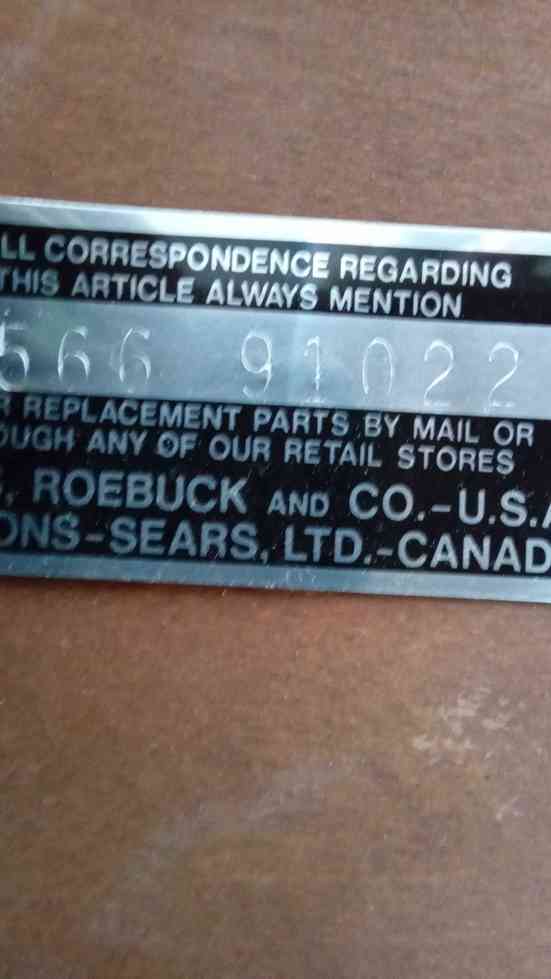 LL CORRESPONDENCE REGARDING
THIS ARTICLE ALWAYS MENTION
566 91022
R REPLACEMENT PARTS BY MAIL OR
OUGH ANY OF OUR RETAIL STORES
, ROEBUCK AND CO.-U.S.A
ONS-SEARS, LTD.-CANAD